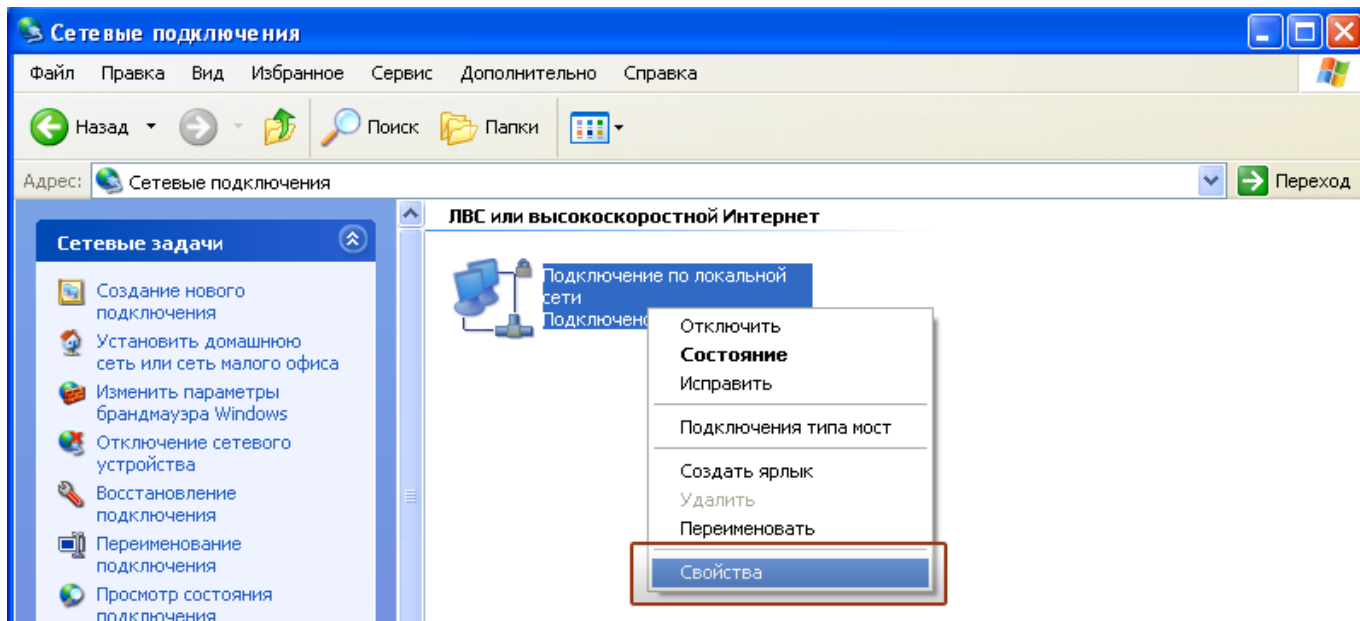 Сетевые подключения
Файл Правка Вид Избранное Сервис Дополнительно Справка
Назад Поиск Папки
Адрес: Сетевые подключения Переход
Сетевые задачи
Создание нового
подключения
Установить домашнюю
сеть или сеть малого офиса
Изменить параметры
брандмауэра Windows
Отключение сетевого
устройства
Восстановление
подключения
Переименование
подключения
Просмотр состояния
подключения
ЛВС или высокоскоростной Интернет
Подключение по локальной
сети
Подключено
Отключить
Состояние
Исправить
Подключения типа мост
Создать ярлык
Удалить
Переименовать
Свойства